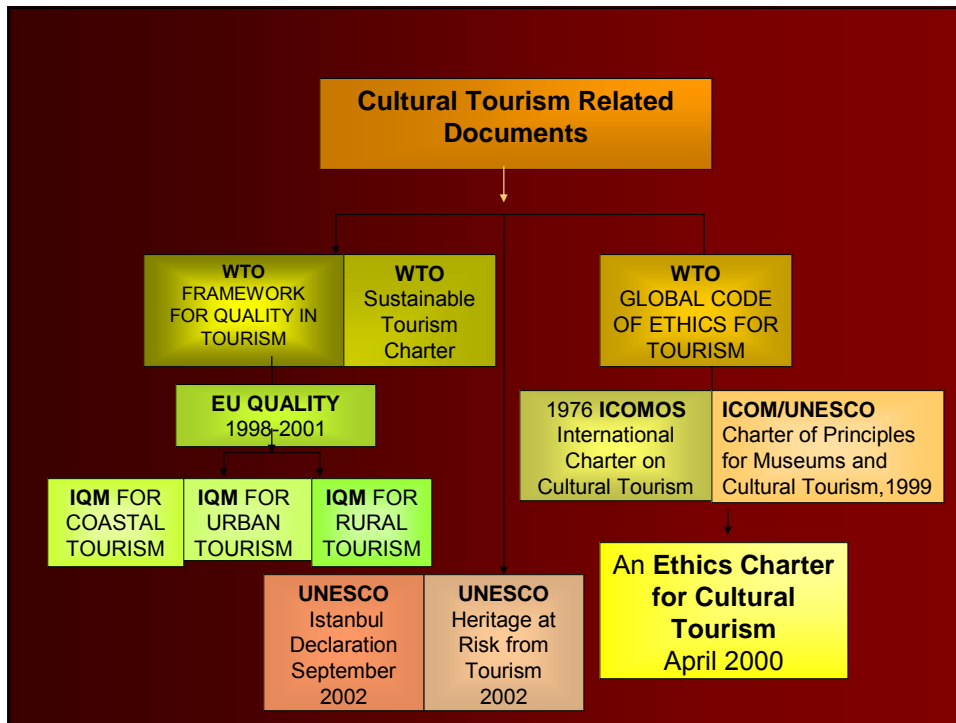 Cultural Tourism Related
Documents
WTO
FRAMEWORK
FOR QUALITY IN
TOURISM
WTO
Sustainable
Tourism
Charter
WTO
GLOBAL CODE
OF ETHICS FOR
TOURISM
EU QUALITY
1998-2001
IQM FOR
COASTAL
TOURISM
IQM FOR
URBAN
TOURISM
IQM FOR
RURAL
TOURISM
1976 ICOMOS
International
Charter on
Cultural Tourism
ICOM/UNESCO
Charter of Principles
for Museums and
Cultural Tourism,1999
UNESCO
Istanbul
Declaration
September
2002
UNESCO
Heritage at
Risk from
Tourism
2002
An Ethics Charter
for Cultural
Tourism
April 2000